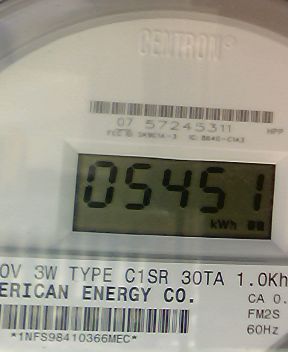 CENTRON®
07 57245311 HPP
05451
kWh
0V 3W TYPE C1SR 30TA 1.0Kh
ERICAN ENERGY CO. CA 0.
FM2S
60Hz
*1NFS98410366MEC*